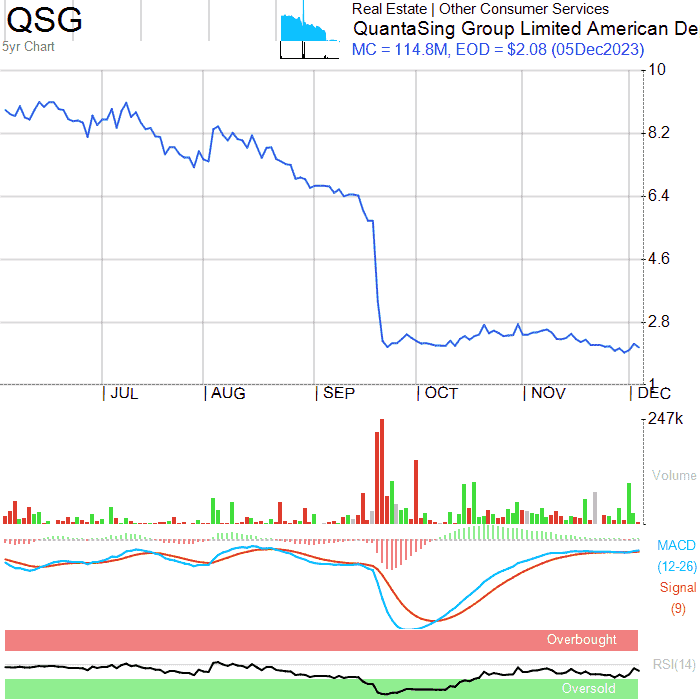 QSG
5yr Chart
Real Estate | Other Consumer Services
QuantaSing Group Limited American De
MC = 114.8M, EOD = $2.08 (05Dec2023)
10
8.2
6.4
4.6
2.8
1
JUL
AUG
SEP
OCT
NOV
DEC
247k
Volume
MACD
(12-26)
Signal
(9)
Overbought
RSI(14)
Oversold